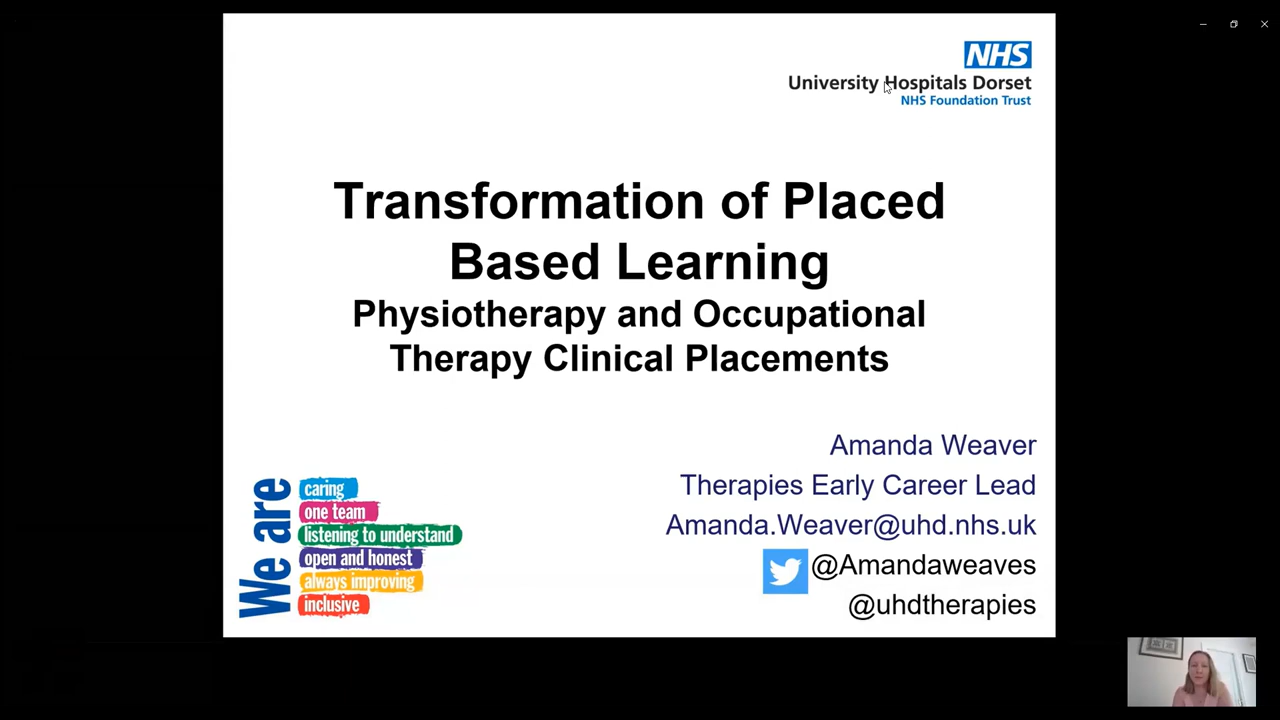 NHS
University Hospitals Dorset
NHS Foundation Trust
Transformation of Placed
Based Learning
Physiotherapy and Occupational
Therapy Clinical Placements
Amanda Weaver
Therapies Early Career Lead
Amanda.Weaver@uhd.nhs.uk
@Amandaweaves
@uhdtherapies
We are
caring
one team
listening to understand
open and honest
always improving
inclusive